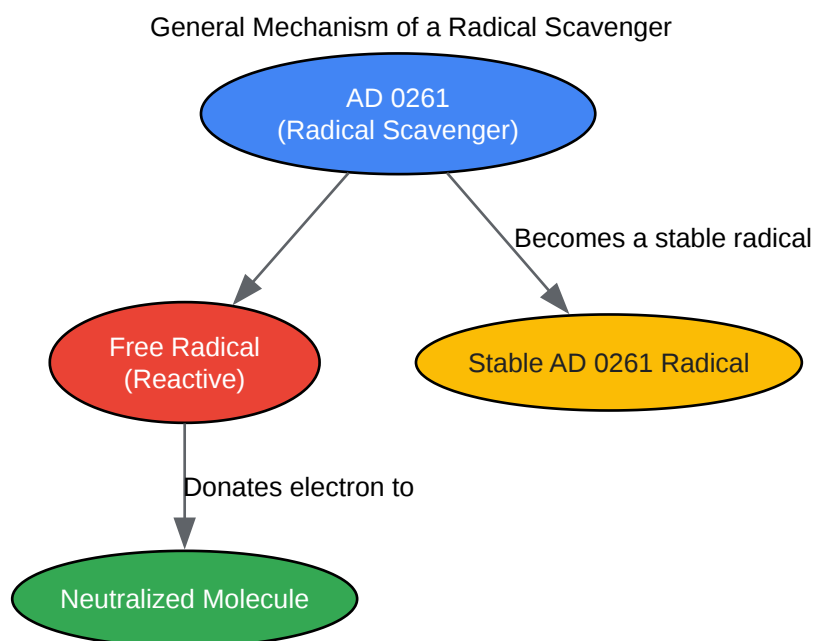 General Mechanism of a Radical Scavenger
AD 0261
(Radical Scavenger)
Becomes a stable radical
Free Radical
(Reactive)
Stable AD 0261 Radical
Donates electron to
Neutralized Molecule